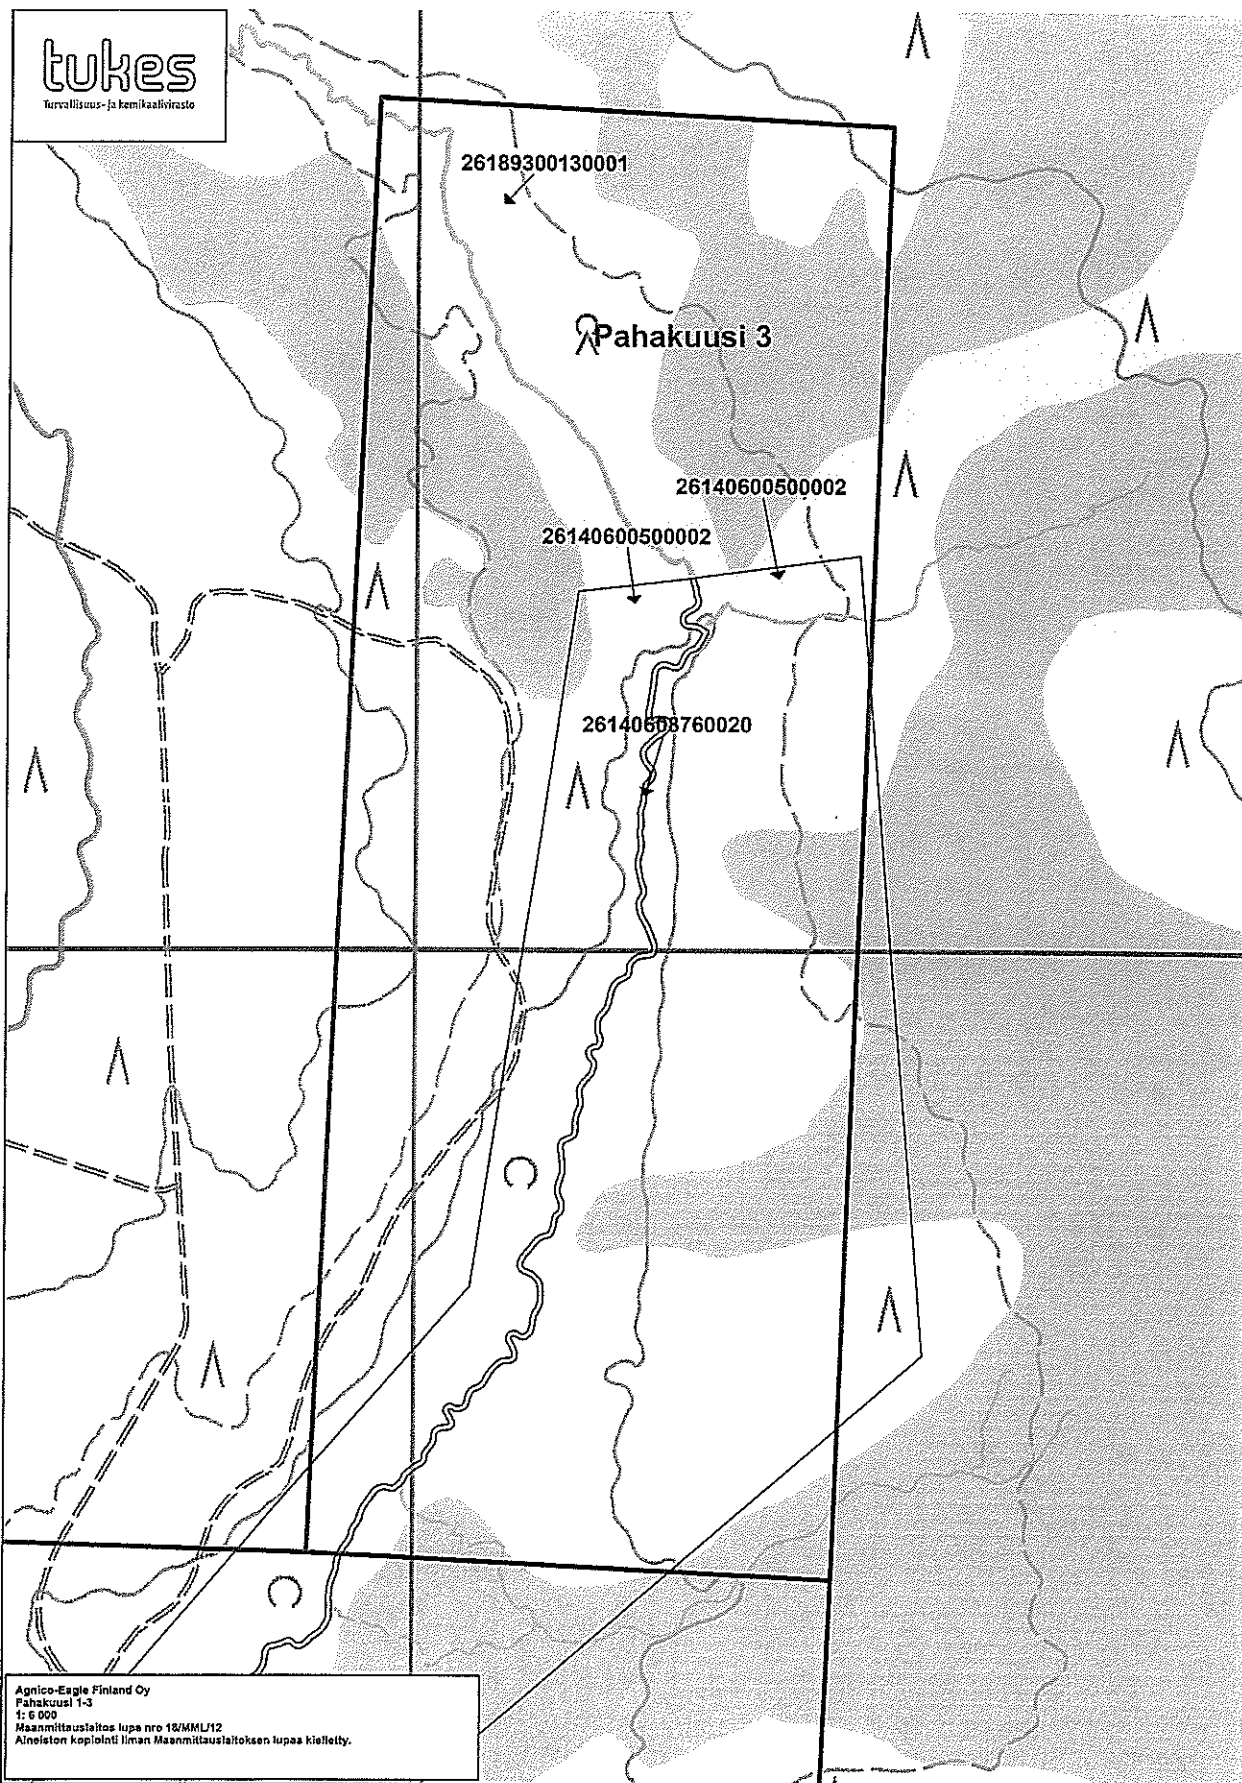 tukes
Turvallisuus- ja kemikaalivirasto
26189300130001
Pahakuusi 3
26140600500002
26140600500002
26140608760020
Agnico-Eagle Finland Oy
Pahakuusi 1-3
1: 6 000
Maanmittauslaitos lupa nro 18/MML/12
Aineiston kopiointi ilman Maanmittauslaitoksen lupaa kielletty.